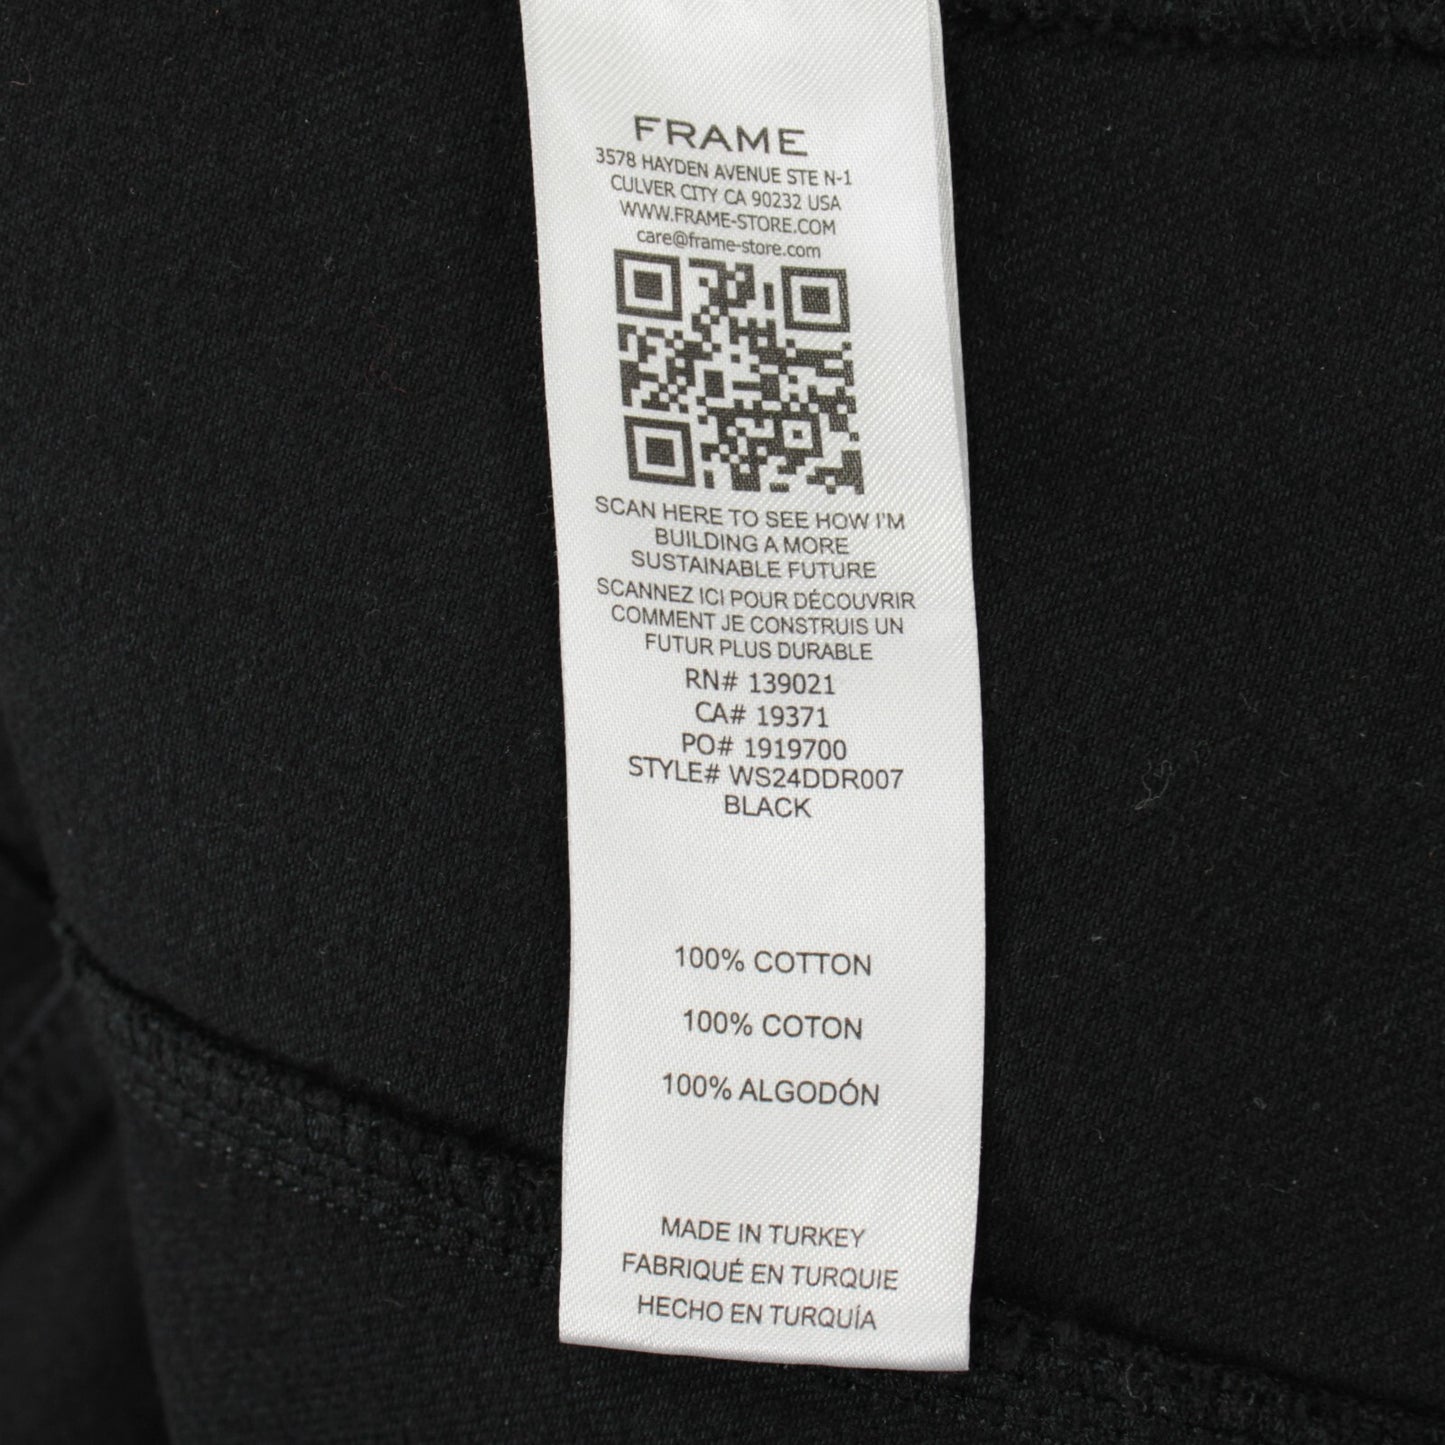 FRAME
3578 HAYDEN AVENUE STE N-1
CULVER CITY CA 90232 USA
WWW.FRAME-STORE.COM
care@frame-store.com
SCAN HERE TO SEE HOW I'M
BUILDING A MORE
SUSTAINABLE FUTURE
SCANNEZ ICI POUR DÉCOUVRIR
COMMENT JE CONSTRUIS UN
FUTUR PLUS DURABLE
RN# 139021
CA# 19371
PO# 1919700
STYLE# WS24DDR007
BLACK
100% COTTON
100% COTON
100% ALGODÓN
MADE IN TURKEY
FABRIQUÉ EN TURQUIE
HECHO EN TURQUÍA